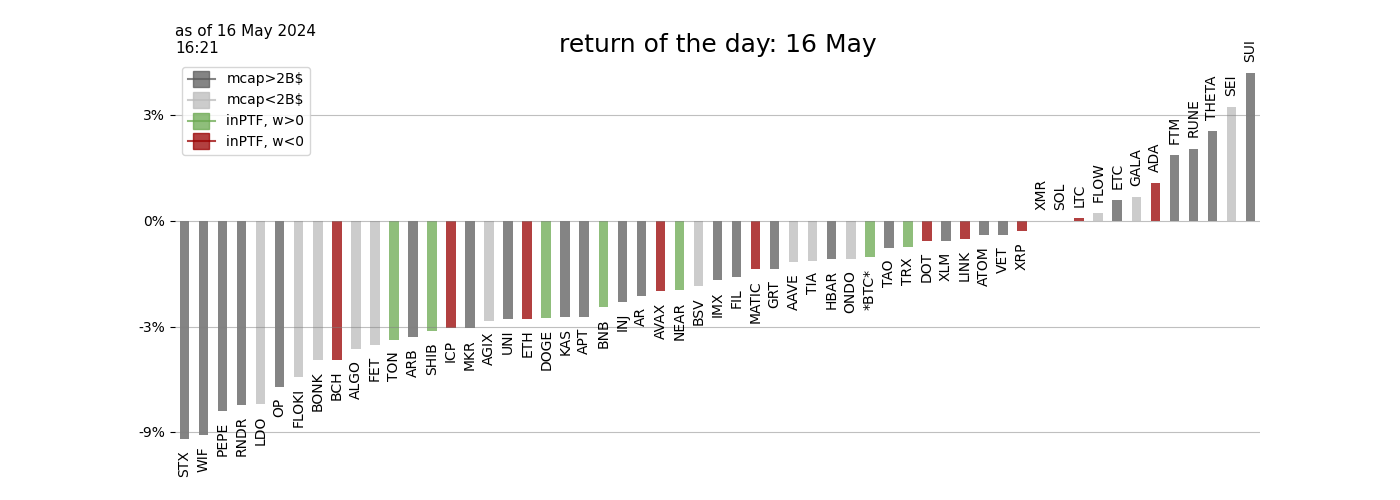 as of 16 May 2024
16:21
return of the day: 16 May
mcap>2B$
mcap<2B$
inPTF, w>0
inPTF, w<0
3%
0%
-3%
-9%
STX
WIF
PEPE
RNDR
LDO
OP
FLOKI
BONK
BCH
ALGO
FET
TON
ARB
SHIB
ICP
MKR
AGIX
UNI
ETH
DOGE
KAS
APT
BNB
INJ
AR
AVAX
NEAR
BSV
IMX
FIL
MATIC
GRT
AAVE
TIA
HBAR
ONDO
*BTC*
TAO
TRX
DOT
XLM
LINK
ATOM
VET
XRP
XMR
SOL
LTC
FLOW
ETC
GALA
ADA
FTM
RUNE
THETA
SEI
SUI